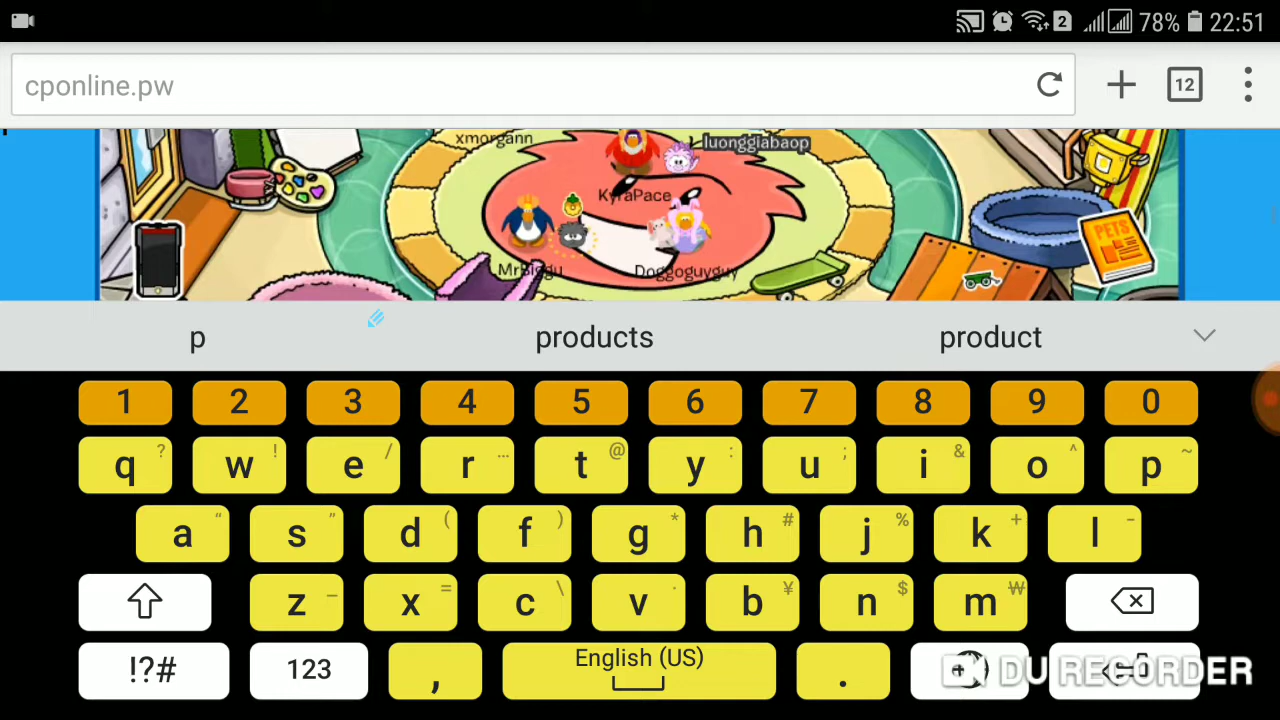 2 78% 22:51
cponline.pw
12
xmorgann
luonggiabaop
KyraPace
MrBiggu
Doggoguyguy
PETS
p products product
1 2 3 4 5 6 7 8 9 0
q ? w ! e / r ... t @ y : u ; i & o ^ p ~
a “ s ” d ( f ) g * h # j % k + l -
z – x = c \ v · b ¥ n $ m ₩
!?# 123 , English (US) .
DU RECORDER